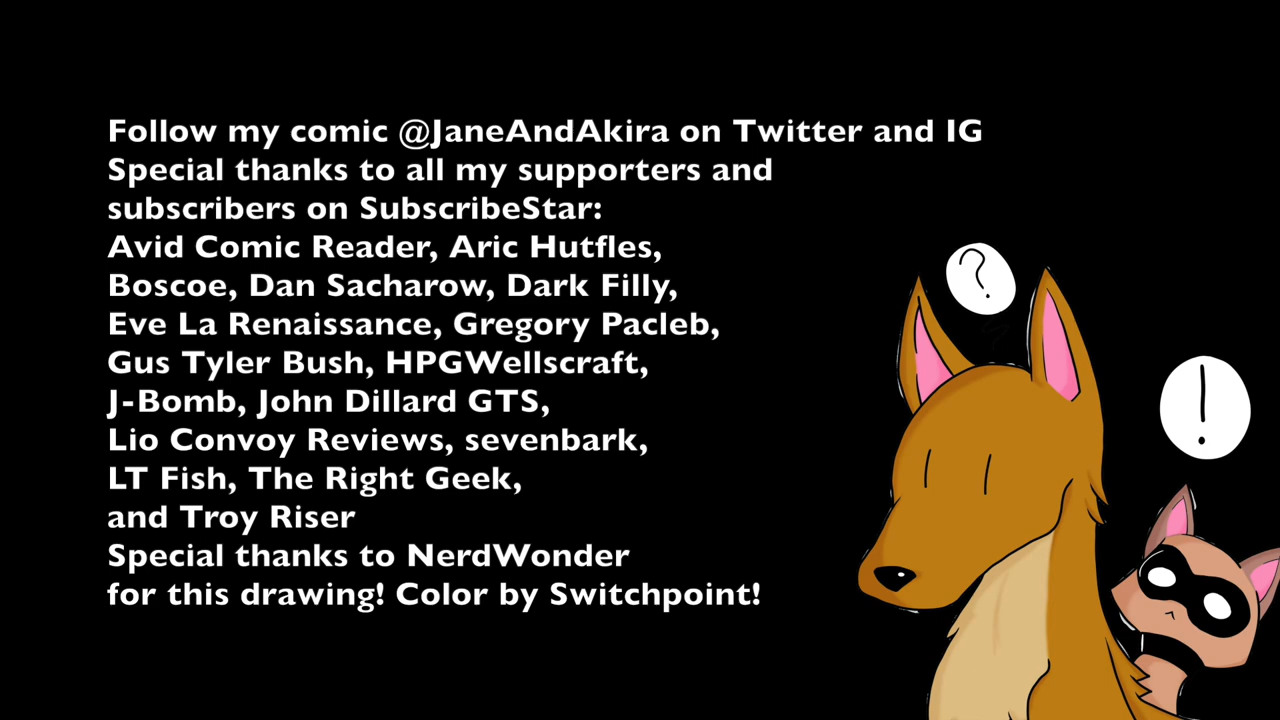 Follow my comic @JaneAndAkira on Twitter and IG
Special thanks to all my supporters and
subscribers on SubscribeStar:
Avid Comic Reader, Aric Hutfles,
Boscoe, Dan Sacharow, Dark Filly,
Eve La Renaissance, Gregory Pacleb,
Gus Tyler Bush, HPGWellscraft,
J-Bomb, John Dillard GTS,
Lio Convoy Reviews, sevenbark,
LT Fish, The Right Geek,
and Troy Riser
Special thanks to NerdWonder
for this drawing! Color by Switchpoint!
?
!